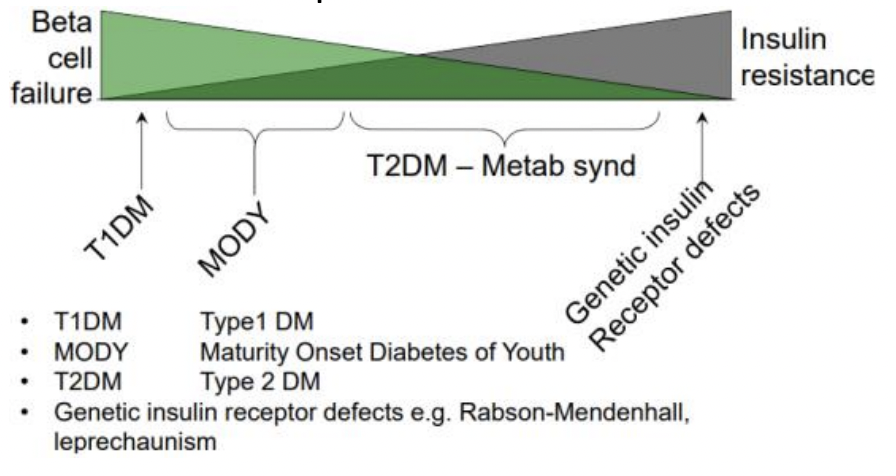 Beta
cell
failure
Insulin
resistance
T2DM – Metab synd
T1DM
MODY
Genetic insulin
Receptor defects
• T1DM Type1 DM
• MODY Maturity Onset Diabetes of Youth
• T2DM Type 2 DM
• Genetic insulin receptor defects e.g. Rabson-Mendenhall,
leprechaunism